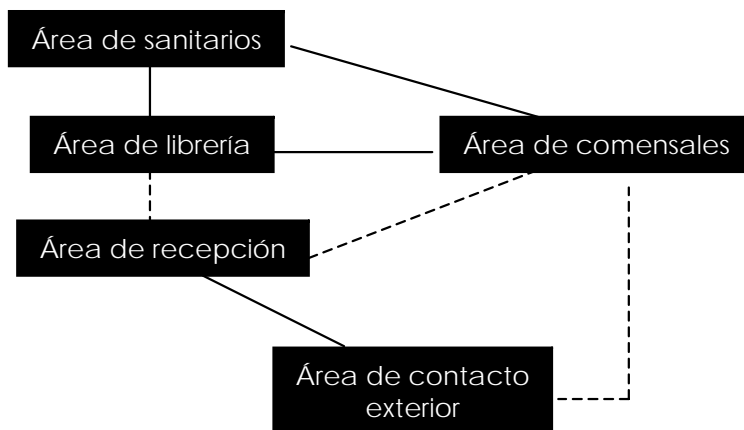 Área de sanitarios
Área de librería
Área de comensales
Área de recepción
Área de contacto
exterior